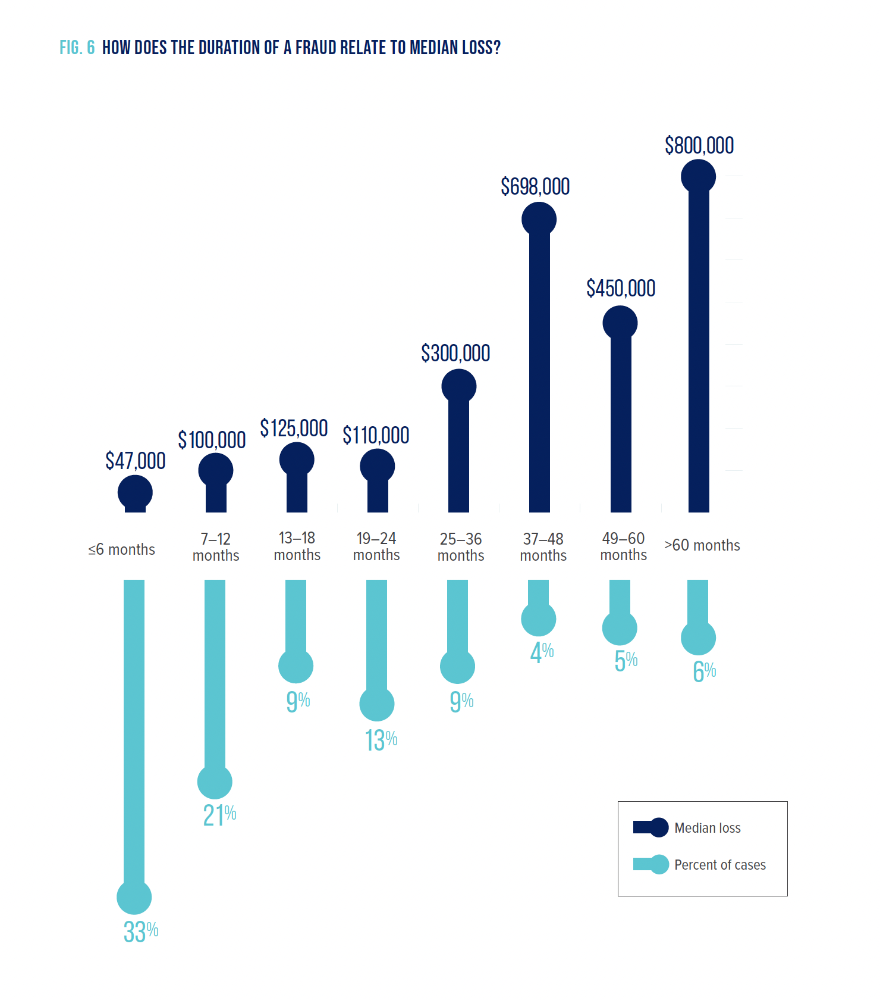 FIG. 6 HOW DOES THE DURATION OF A FRAUD RELATE TO MEDIAN LOSS?
$800,000
$698,000
$450,000
$300,000
$125,000
$110,000
$100,000
$47,000
≤6 months
7–12
months
13–18
months
19–24
months
25–36
months
37–48
months
49–60
months
>60 months
4%
5%
6%
9%
9%
13%
21%
33%
Median loss
Percent of cases